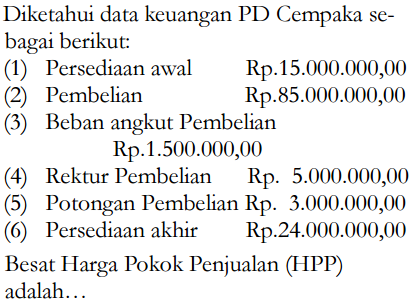 Diketahui data keuangan PD Cempaka se-
bagai berikut:
(1) Persediaan awal Rp.15.000.000,00
(2) Pembelian Rp.85.000.000,00
(3) Beban angkut Pembelian
Rp.1.500.000,00
(4) Rektur Pembelian Rp. 5.000.000,00
(5) Potongan Pembelian Rp. 3.000.000,00
(6) Persediaan akhir Rp.24.000.000,00
Besat Harga Pokok Penjualan (HPP)
adalah…